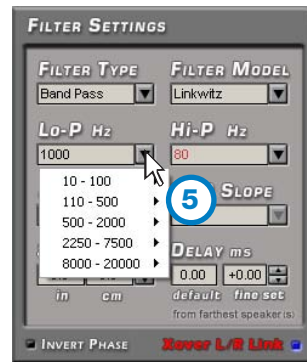 FILTER SETTINGS
FILTER TYPE FILTER MODEL
Band Pass Linkwitz
LO-P HZ HI-P HZ
1000 80
10 - 100
110 - 500
500 - 2000
2250 - 7500
8000 - 20000
5
SLOPE
DELAY ms
0.00 +0.00
in cm default fine set
from farthest speaker(s)
INVERT PHASE Xover L/R Link